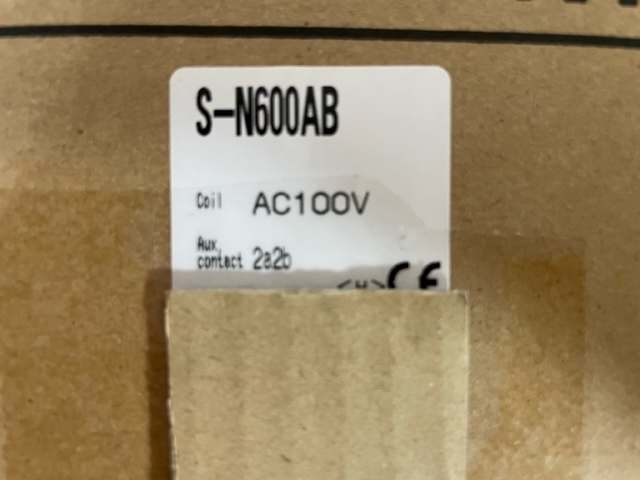 S-N600AB
Coil AC100V
Aux.
contact 2a2b
CE